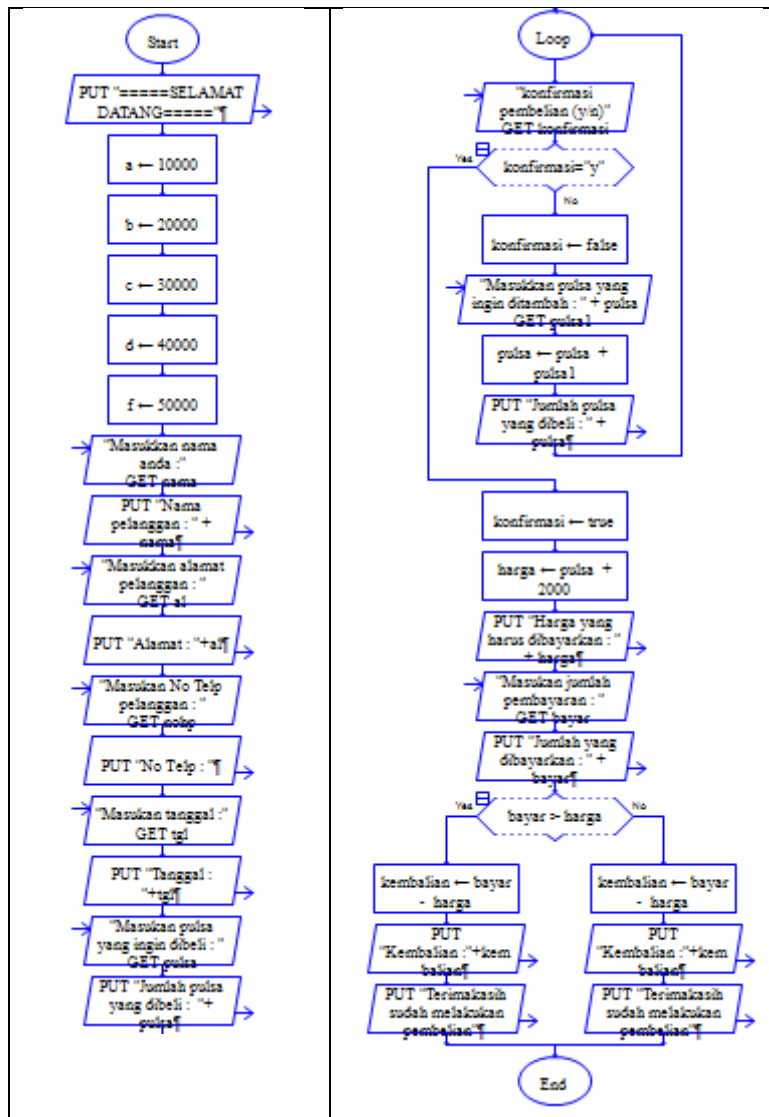 Start
PUT "=====SELAMAT
DATANG====="¶
a ← 10000
b ← 20000
c ← 30000
d ← 40000
f ← 50000
"Masukkan nama
anda :"
GET nama
PUT "Nama
pelanggan : " +
nama¶
"Masukkan alamat
pelanggan : "
GET al
PUT "Alamat : "+al¶
"Masukan No Telp
pelanggan : "
GET nohp
PUT "No Telp : "¶
"Masukan tanggal :"
GET tgl
PUT "Tanggal :
"+tgl¶
"Masukan pulsa
yang ingin dibeli : "
GET pulsa
PUT "Jumlah pulsa
yang dibeli : "+
pulsa¶
Loop
"konfirmasi
pembelian (y/n)"
GET konfirmasi
Yes
konfirmasi="y"
No
konfirmasi ← false
"Masukkan pulsa yang
ingin ditambah : " + pulsa
GET pulsa1
pulsa ← pulsa +
pulsa1
PUT "Jumlah pulsa
yang dibeli : " +
pulsa¶
konfirmasi ← true
harga ← pulsa +
2000
PUT "Harga yang
harus dibayarkan : "
+ harga¶
"Masukan jumlah
pembayaran : "
GET bayar
PUT "Jumlah yang
dibayarkan : " +
bayar¶
Yes
bayar > harga
No
kembalian ← bayar
- harga
PUT
"Kembalian :"+kem
balian¶
PUT "Terimakasih
sudah melakukan
pembelian"¶
kembalian ← bayar
- harga
PUT
"Kembalian :"+kem
balian¶
PUT "Terimakasih
sudah melakukan
pembelian"¶
End